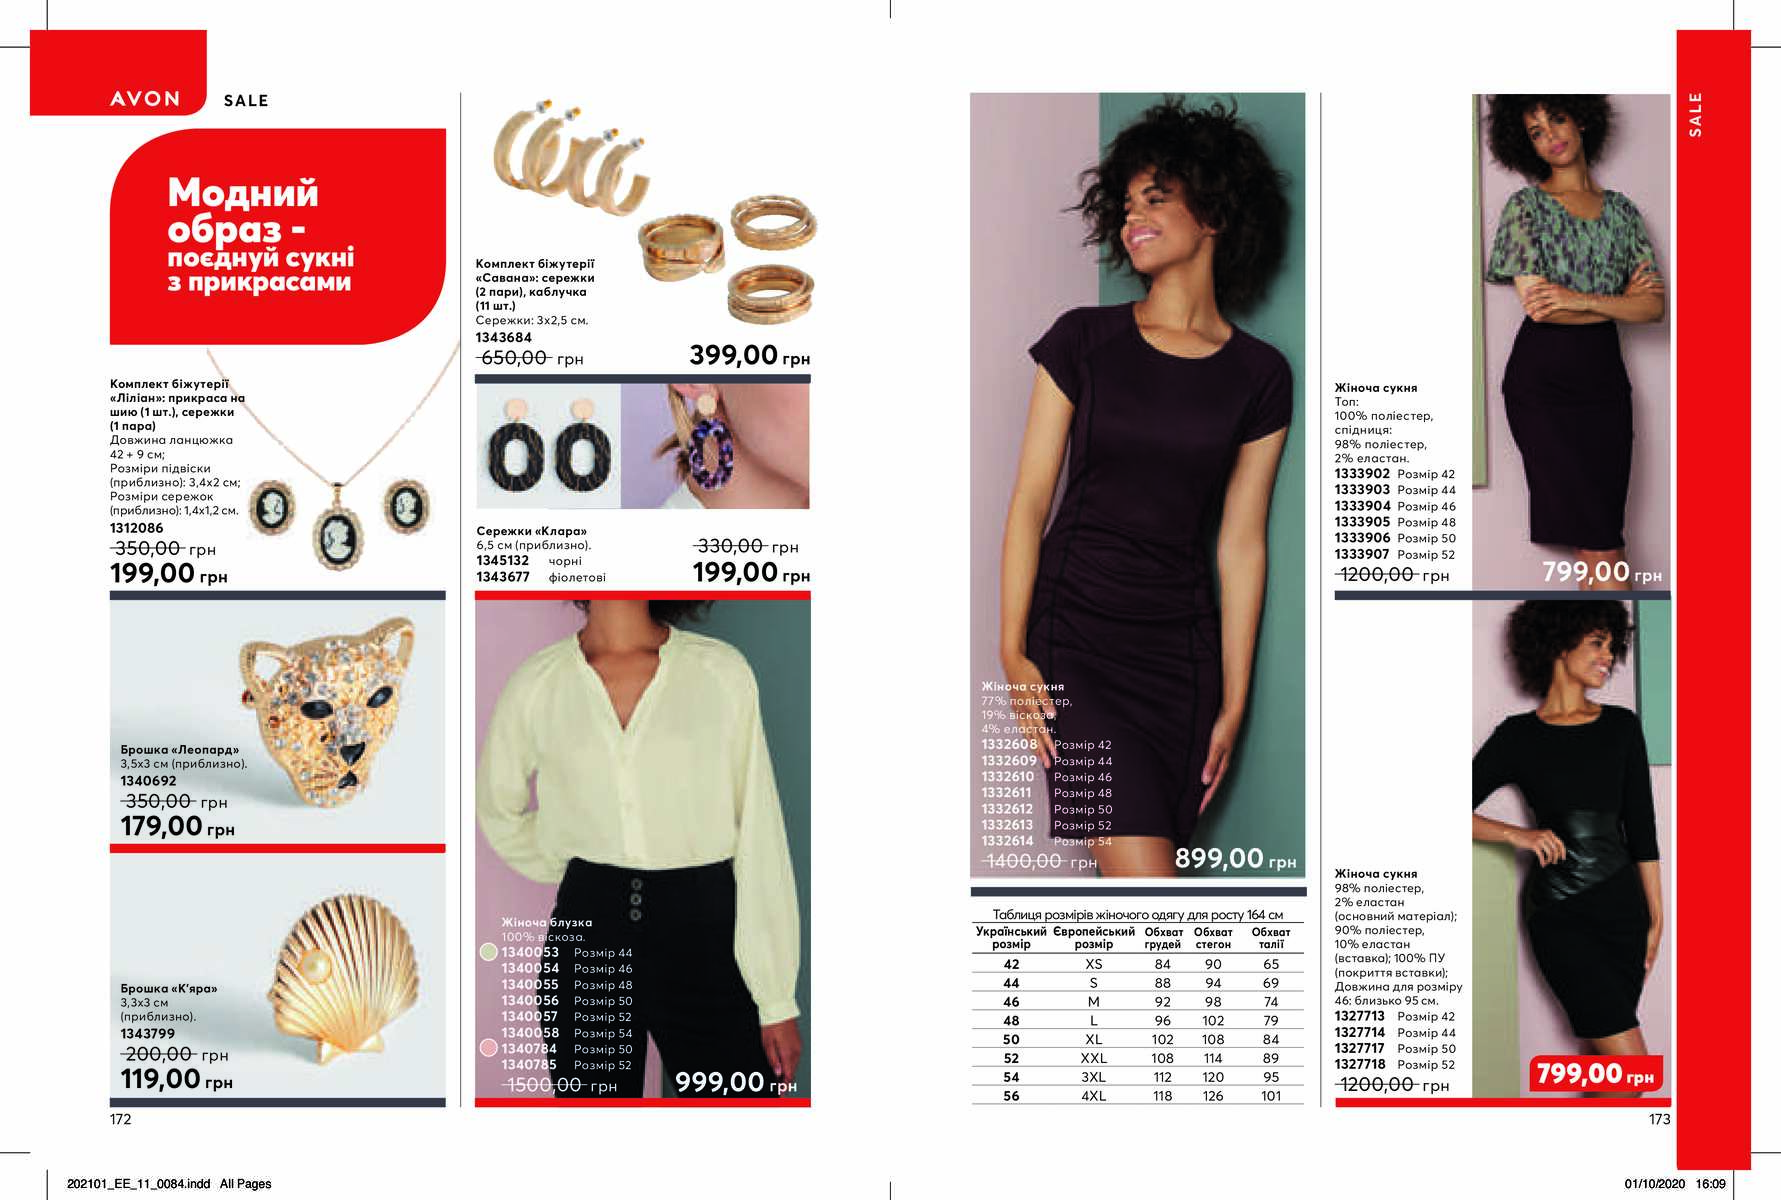 AVON
SALE
Модний
образ -
поєднуй сукні
з прикрасами
Комплект біжутерії
«Ліліан»: прикраса на
шию (1 шт.), сережки
(1 пара)
Довжина ланцюжка
42 + 9 см;
Розміри підвіски
(приблизно): 3,4х2 см;
Розміри сережок
(приблизно): 1,4х1,2 см.
1312086
350,00 грн
199,00 грн
Брошка «Леопард»
3,5х3 см (приблизно).
1340692
350,00 грн
179,00 грн
Брошка «К'яра»
3,3х3 см
(приблизно).
1343799
200,00 грн
119,00 грн
172
Комплект біжутерії
«Савана»: сережки
(2 пари), каблучка
(11 шт.)
Сережки: 3х2,5 см.
1343684
650,00 грн
399,00 грн
Сережки «Клара»
6,5 см (приблизно).
1345132 чорні
1343677 фіолетові
330,00 грн
199,00 грн
Жіноча блузка
100% віскоза.
1340053 Розмір 44
1340054 Розмір 46
1340055 Розмір 48
1340056 Розмір 50
1340057 Розмір 52
1340058 Розмір 54
1340784 Розмір 50
1340785 Розмір 52
1500,00 грн
999,00 грн
Жіноча сукня
77% поліестер,
19% віскоза,
4% еластан.
1332608 Розмір 42
1332609 Розмір 44
1332610 Розмір 46
1332611 Розмір 48
1332612 Розмір 50
1332613 Розмір 52
1332614 Розмір 54
1400,00 грн
899,00 грн
Таблиця розмірів жіночого одягу для росту 164 см
Український Європейський Обхват Обхват Обхват
розмір розмір грудей стегон талії
42 XS 84 90 65
44 S 88 94 69
46 M 92 98 74
48 L 96 102 79
50 XL 102 108 84
52 XXL 108 114 89
54 3XL 112 120 95
56 4XL 118 126 101
SALE
Жіноча сукня
Топ:
100% поліестер,
спідниця:
98% поліестер,
2% еластан.
1333902 Розмір 42
1333903 Розмір 44
1333904 Розмір 46
1333905 Розмір 48
1333906 Розмір 50
1333907 Розмір 52
1200,00 грн
799,00 грн
Жіноча сукня
98% поліестер,
2% еластан
(основний матеріал);
90% поліестер,
10% еластан
(вставка); 100% ПУ
(покриття вставки);
Довжина для розміру
46: близько 95 см.
1327713 Розмір 42
1327714 Розмір 44
1327717 Розмір 50
1327718 Розмір 52
1200,00 грн
799,00 грн
173
202101_EE_11_0084.indd All Pages
01/10/2020 16:09